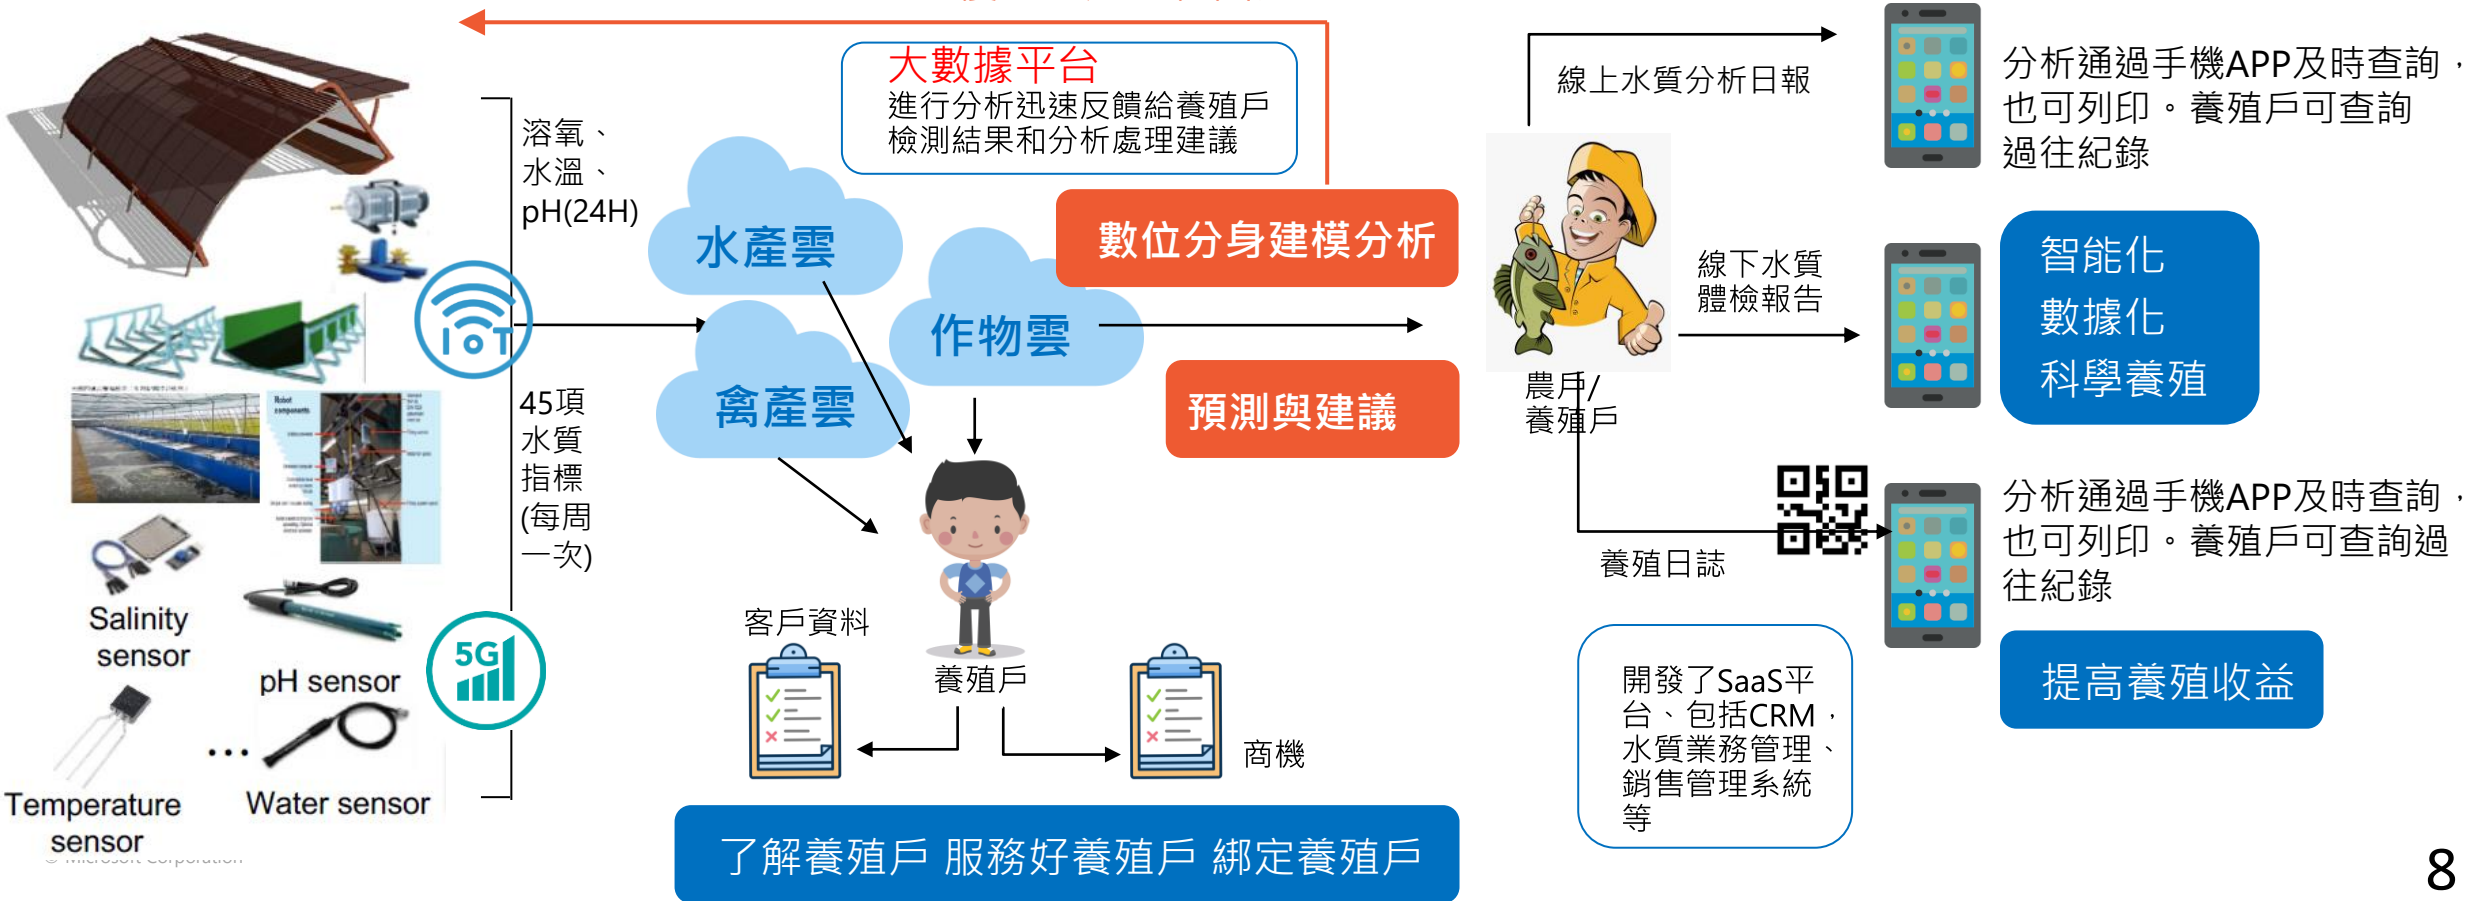 大數據平台
進行分析迅速反饋給養殖戶
檢測結果和分析處理建議
溶氧、
水溫、
pH(24H)
IoT
45項
水質
指標
(每周
一次)
5G
Robot
components
Salinity
sensor
pH sensor
...
Temperature
sensor
Water sensor
© Microsoft Corporation
水產雲
禽產雲
作物雲
數位分身建模分析
預測與建議
客戶資料
養殖戶
商機
了解養殖戶 服務好養殖戶 綁定養殖戶
線上水質分析日報
農戶/
養殖戶
線下水質
體檢報告
養殖日誌
開發了SaaS平
台、包括CRM,
水質業務管理、
銷售管理系統
等
分析通過手機APP及時查詢,
也可列印。養殖戶可查詢
過往紀錄
智能化
數據化
科學養殖
分析通過手機APP及時查詢,
也可列印。養殖戶可查詢過
往紀錄
提高養殖收益
8